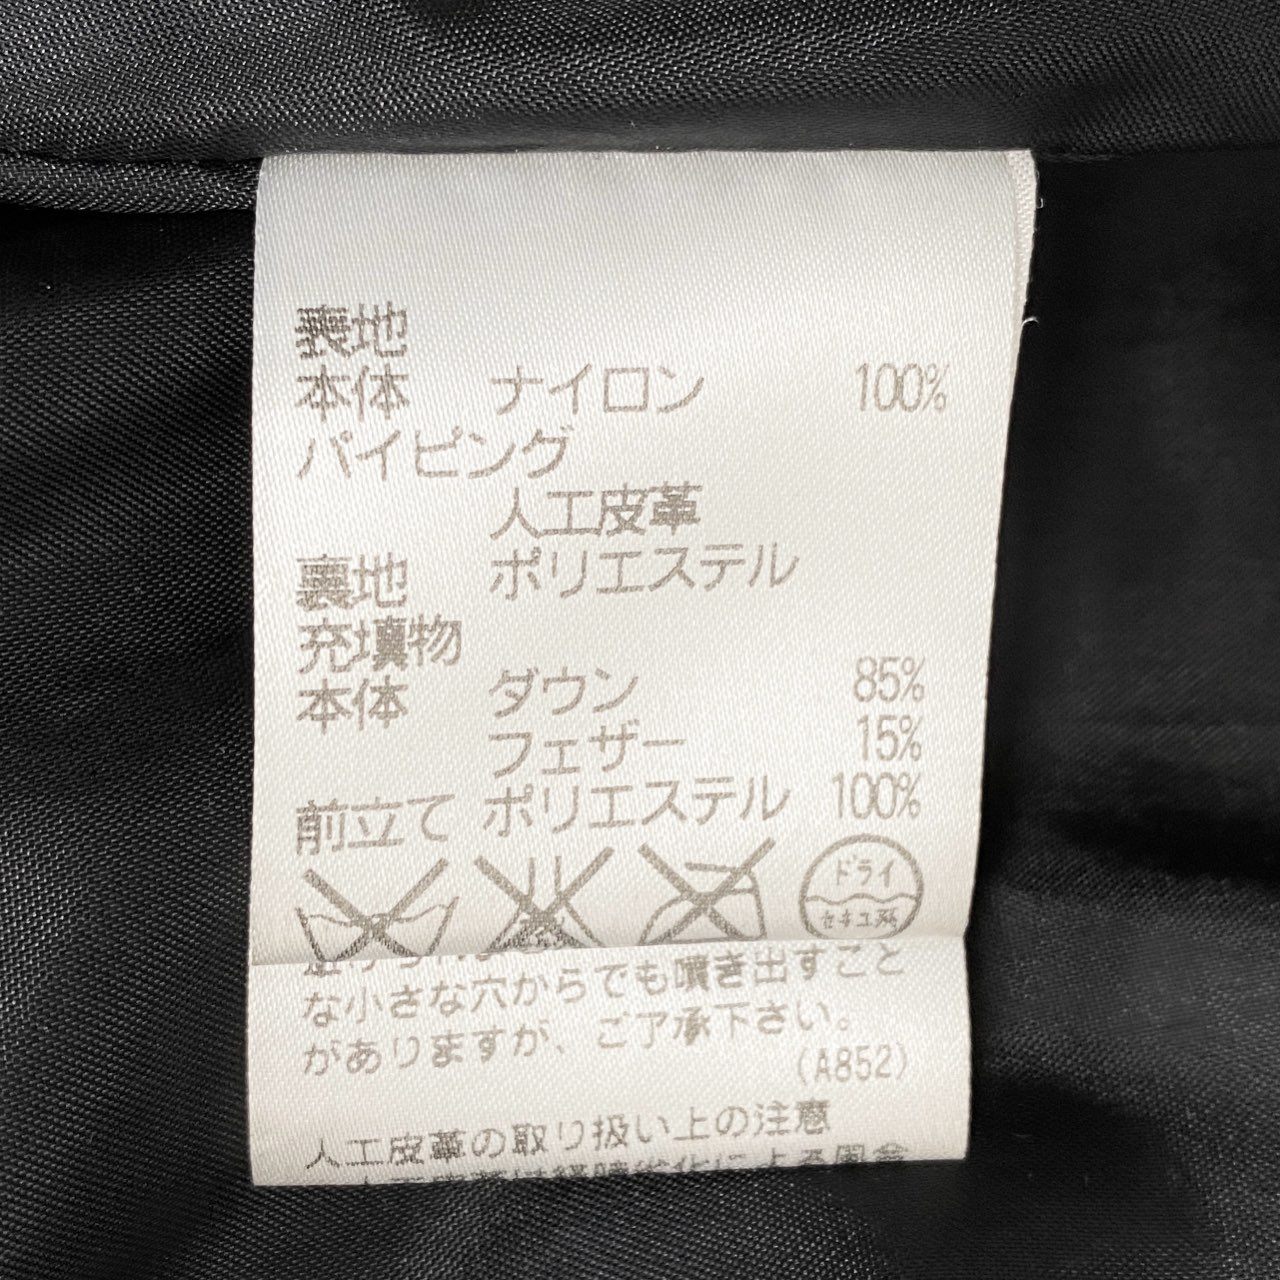 表地
本体 ナイロン 100%
パイピング
人工皮革
裏地 ポリエステル
充填物
本体 ダウン 85%
フェザー 15%
前立て ポリエステル 100%
ドライ
セキユ系
な小さな穴からでも噴き出すこと
がありますが、ご了承下さい。
(A852)
人工皮革の取り扱い上の注意